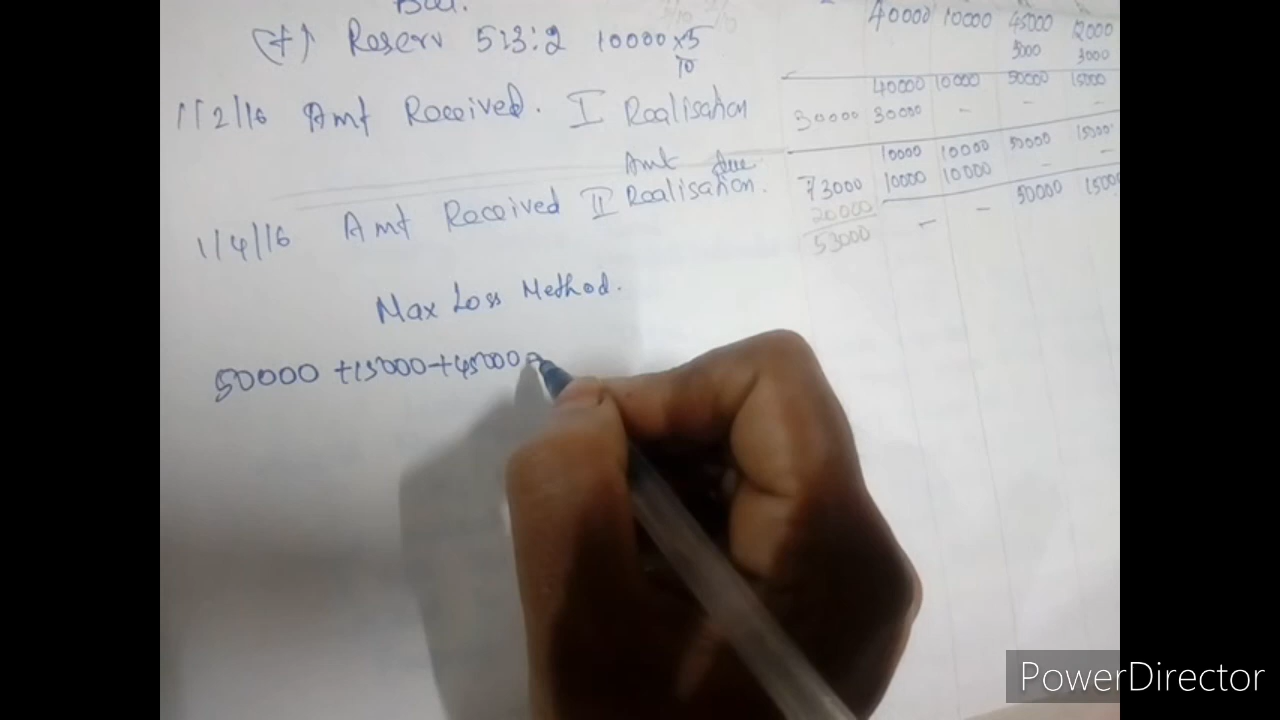 Bal.
40000 10000 45000 12000
(+) Reserv 5:3:2 10000 x 5/10 5000 3000
40000 10000 50000 15000
1/2/16 Amt Received. I Realisation 30000 30000 - - -
Amt due 10000 10000 50000 15000
1/4/16 Amt Received II Realisation. 73000 10000 10000 - -
20000 - - 50000 15000
53000
Max Loss Method.
50000 +15000+45000
PowerDirector